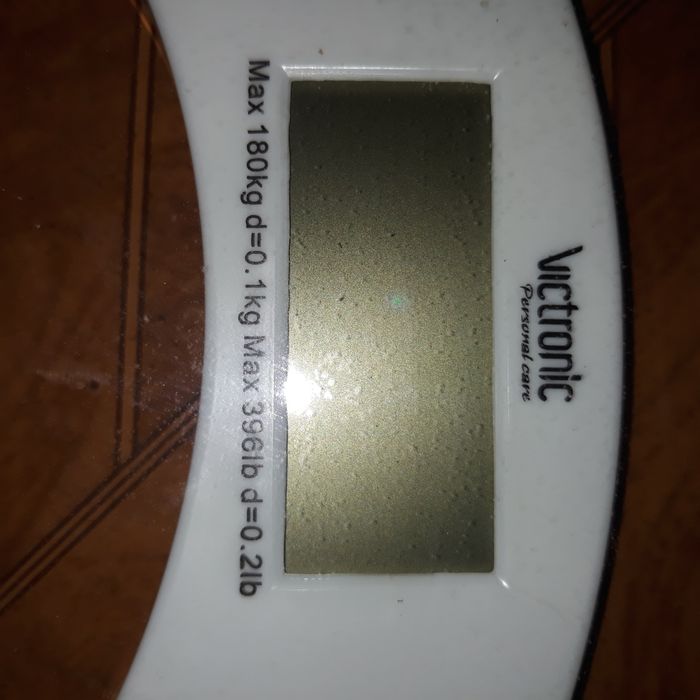 Victronic
Personal care
Max 180kg d=0.1kg Max 396lb d=0.2lb